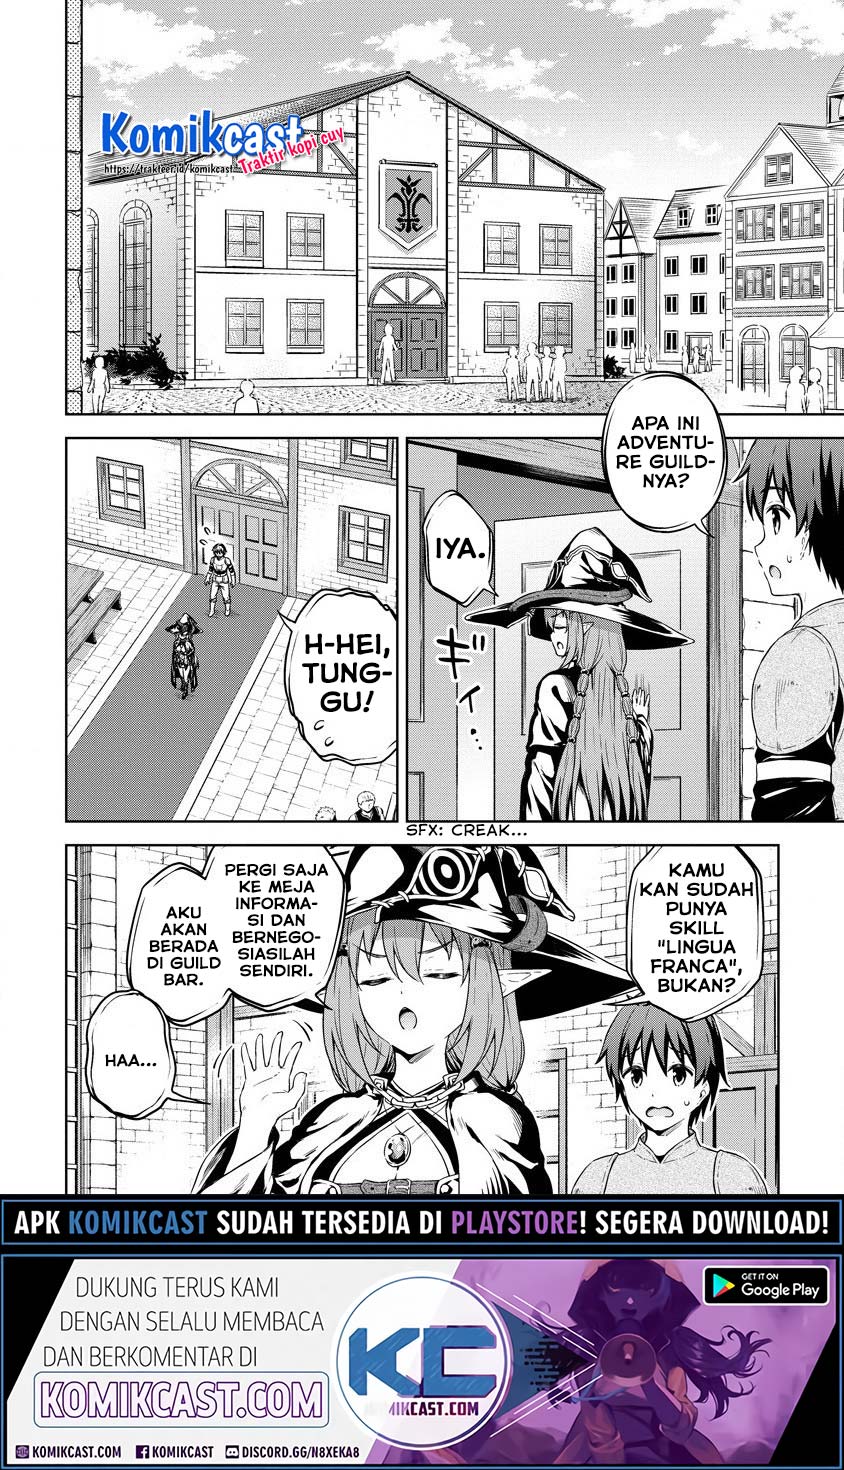 Komikcast
Traktir kopi cuy
https://trakteer.id/komikcast
APA INI
ADVENTU-
RE GUILD-
NYA?
IYA.
ギィ...
SFX: CREAK...
H-HEI,
TUNG-
GU!
KAMU
KAN SUDAH
PUNYA
SKILL
"LINGUA
FRANCA",
BUKAN?
PERGI SAJA
KE MEJA
INFORMA-
SI DAN
BERNEGO-
SIASILAH
SENDIRI.
AKU
AKAN
BERADA
DI GUILD
BAR.
HAA...
APK KOMIKCAST SUDAH TERSEDIA DI PLAYSTORE! SEGERA DOWNLOAD!
DUKUNG TERUS KAMI
DENGAN SELALU MEMBACA
DAN BERKOMENTAR DI
KOMIKCAST.COM
KOMIKCAST.COM KOMIKCAST DISCORD.GG/N8XEKA8
KC
MCAST.COM
GET IT ON
Google Play